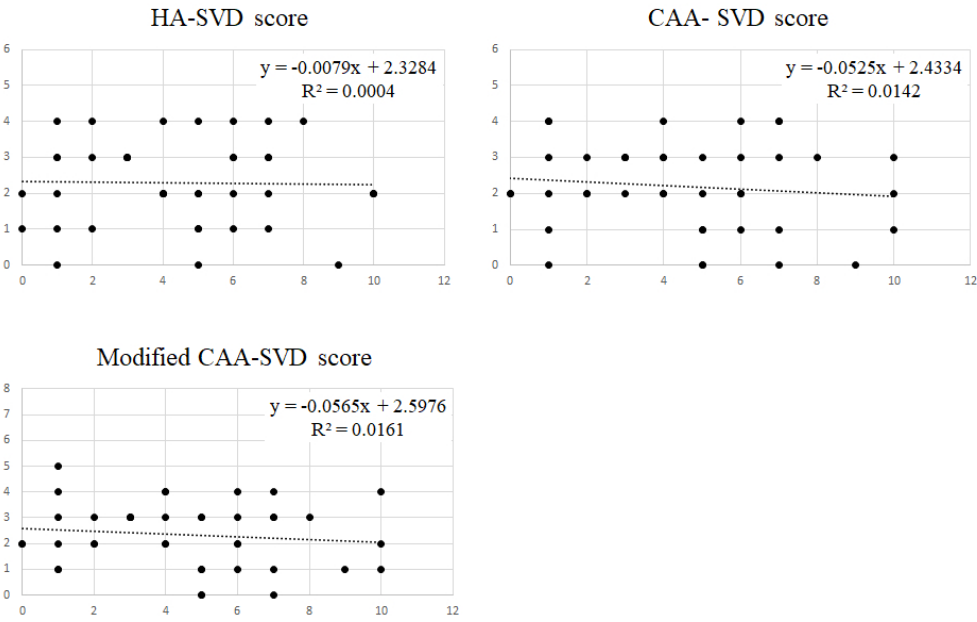 HA-SVD score
6
5
4
3
2
1
0
y = -0.0079x + 2.3284
R² = 0.0004
0 2 4 6 8 10 12
CAA- SVD score
6
5
4
3
2
1
0
y = -0.0525x + 2.4334
R² = 0.0142
0 2 4 6 8 10 12
Modified CAA-SVD score
8
7
6
5
4
3
2
1
0
y = -0.0565x + 2.5976
R² = 0.0161
0 2 4 6 8 10 12